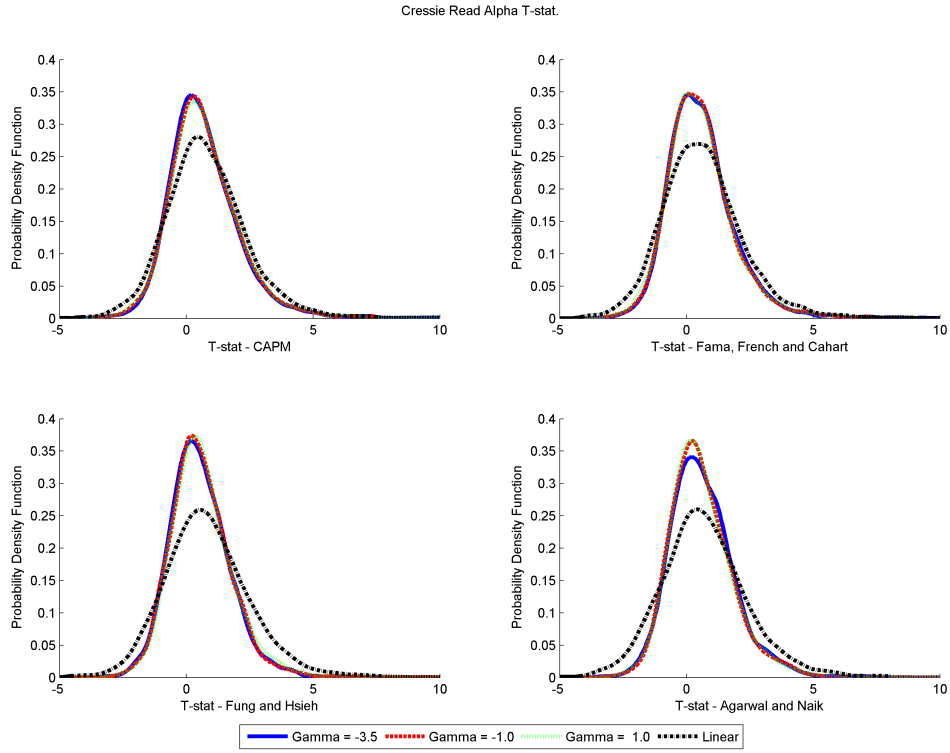 Cressie Read Alpha T-stat.
0.4
0.35
0.3
0.25
0.2
0.15
0.1
0.05
0
Probability Density Function
-5 0 5 10
T-stat - CAPM
0.4
0.35
0.3
0.25
0.2
0.15
0.1
0.05
0
Probability Density Function
-5 0 5 10
T-stat - Fama, French and Cahart
0.4
0.35
0.3
0.25
0.2
0.15
0.1
0.05
0
Probability Density Function
-5 0 5 10
T-stat - Fung and Hsieh
0.4
0.35
0.3
0.25
0.2
0.15
0.1
0.05
0
Probability Density Function
-5 0 5 10
T-stat - Agarwal and Naik
Gamma = -3.5 Gamma = -1.0 Gamma = 1.0 Linear